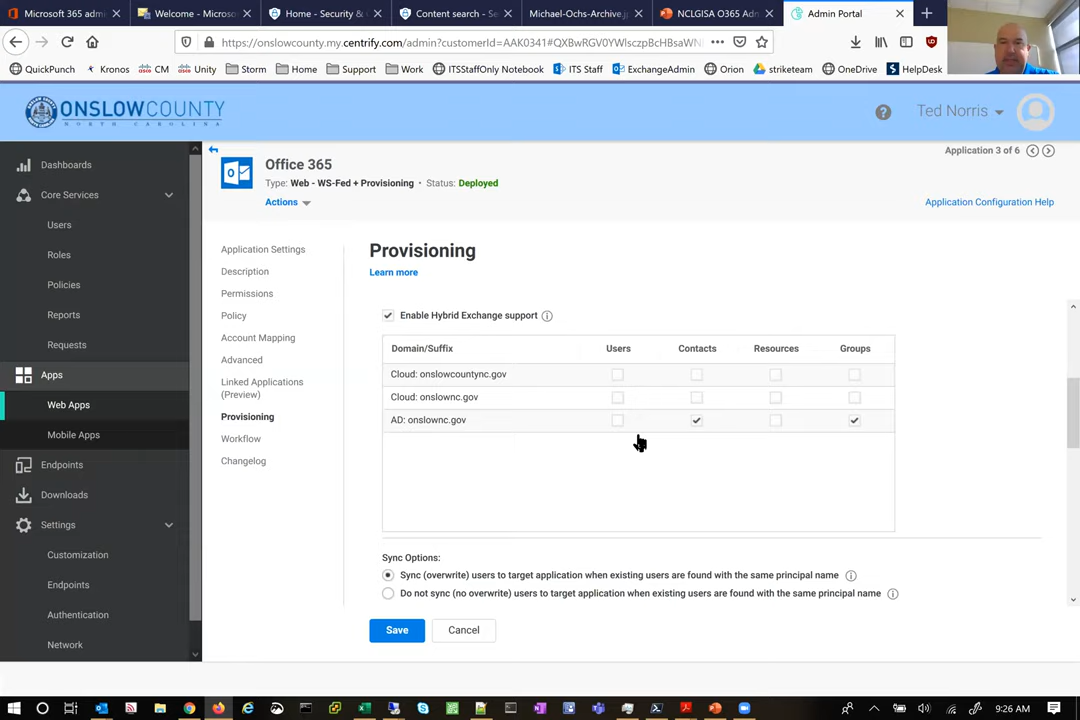 Microsoft 365 admi
Welcome - Micros
Home - Security &
Content search - Se
Michael-Ochs-Archive.j
NCLGISA O365 Adn
Admin Portal
https://onslowcounty.my.centrify.com/admin?customerId=AAK0341#QXBwRGV0YWlsczpBcHBsaWN
QuickPunch
Kronos
CM
Unity
Storm
Home
Support
Work
ITSStaffOnly Notebook
ITS Staff
ExchangeAdmin
Orion
striketeam
OneDrive
HelpDesk
ONSLOWCOUNTY
NORTH CAROLINA
Ted Norris
Dashboards
Core Services
Users
Roles
Policies
Reports
Requests
Apps
Web Apps
Mobile Apps
Endpoints
Downloads
Settings
Customization
Endpoints
Authentication
Network
Application 3 of 6
Office 365
Type: Web - WS-Fed + Provisioning • Status: Deployed
Actions
Application Configuration Help
Application Settings
Description
Permissions
Policy
Account Mapping
Advanced
Linked Applications
(Preview)
Provisioning
Workflow
Changelog
Provisioning
Learn more
Enable Hybrid Exchange support
Domain/Suffix Users Contacts Resources Groups
Cloud: onslowcountync.gov
Cloud: onslownc.gov
AD: onslownc.gov
Sync Options:
Sync (overwrite) users to target application when existing users are found with the same principal name
Do not sync (no overwrite) users to target application when existing users are found with the same principal name
Save
Cancel
9:26 AM